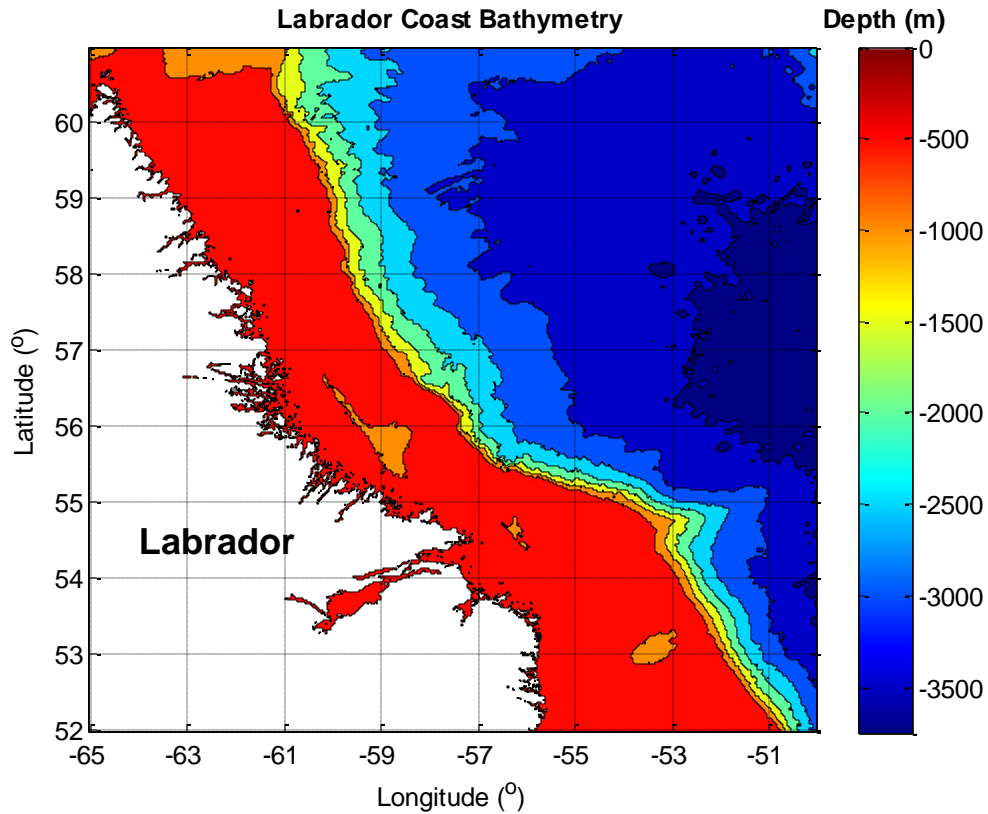 Labrador Coast Bathymetry
Depth (m)
0
-500
-1000
-1500
-2000
-2500
-3000
-3500
60
59
58
57
56
55
54
53
52
Latitude (º)
Labrador
-65 -63 -61 -59 -57 -55 -53 -51
Longitude (º)